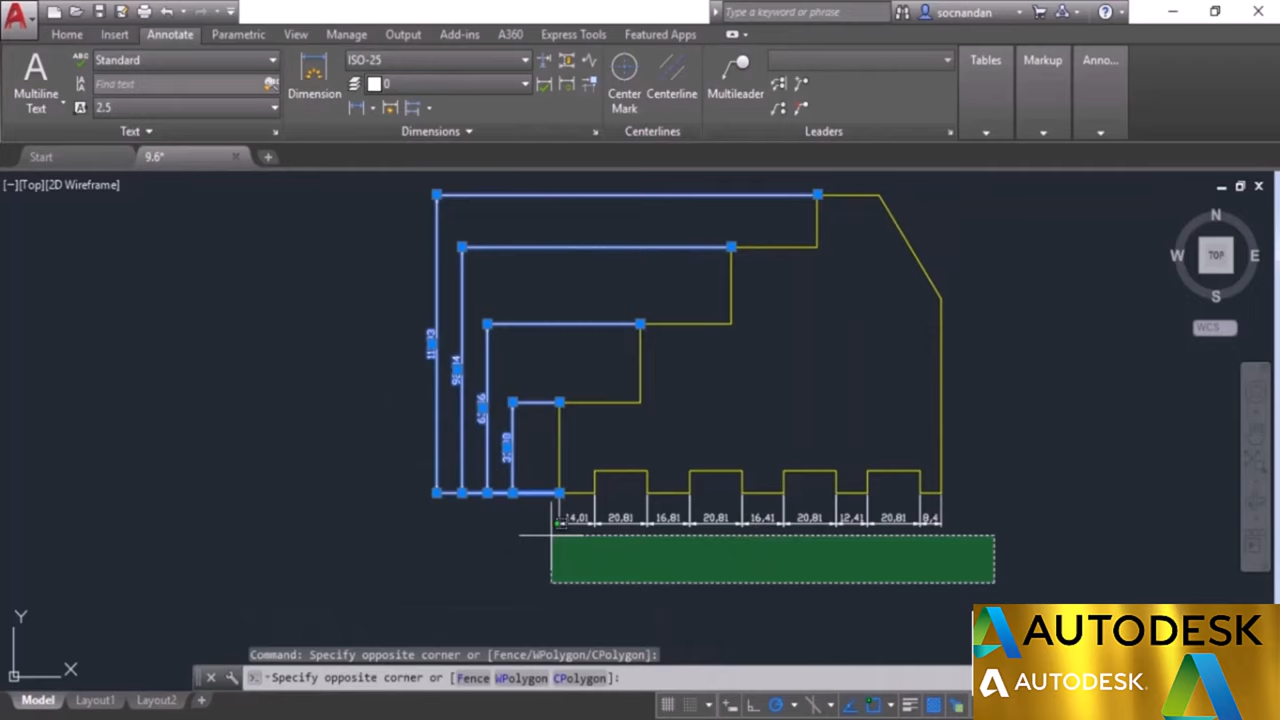 Type a keyword or phrase
socnandan
Home Insert Annotate Parametric View Manage Output Add-ins A360 Express Tools Featured Apps
Multiline Text
Standard
Find text
2.5
Text
Dimension
ISO-25
0
Dimensions
Center Mark
Centerline
Centerlines
Multileader
Leaders
Tables
Markup
Anno...
Start
9.6*
[−][Top][2D Wireframe]
N
W TOP E
S
WCS
14,01 20,81 16,81 20,81 16,41 20,81 12,41 20,81 8,4
Y
X
Command: Specify opposite corner or [Fence/WPolygon/CPolygon]:
Specify opposite corner or [Fence WPolygon CPolygon]:
Model Layout1 Layout2
AUTODESK
AUTODESK.